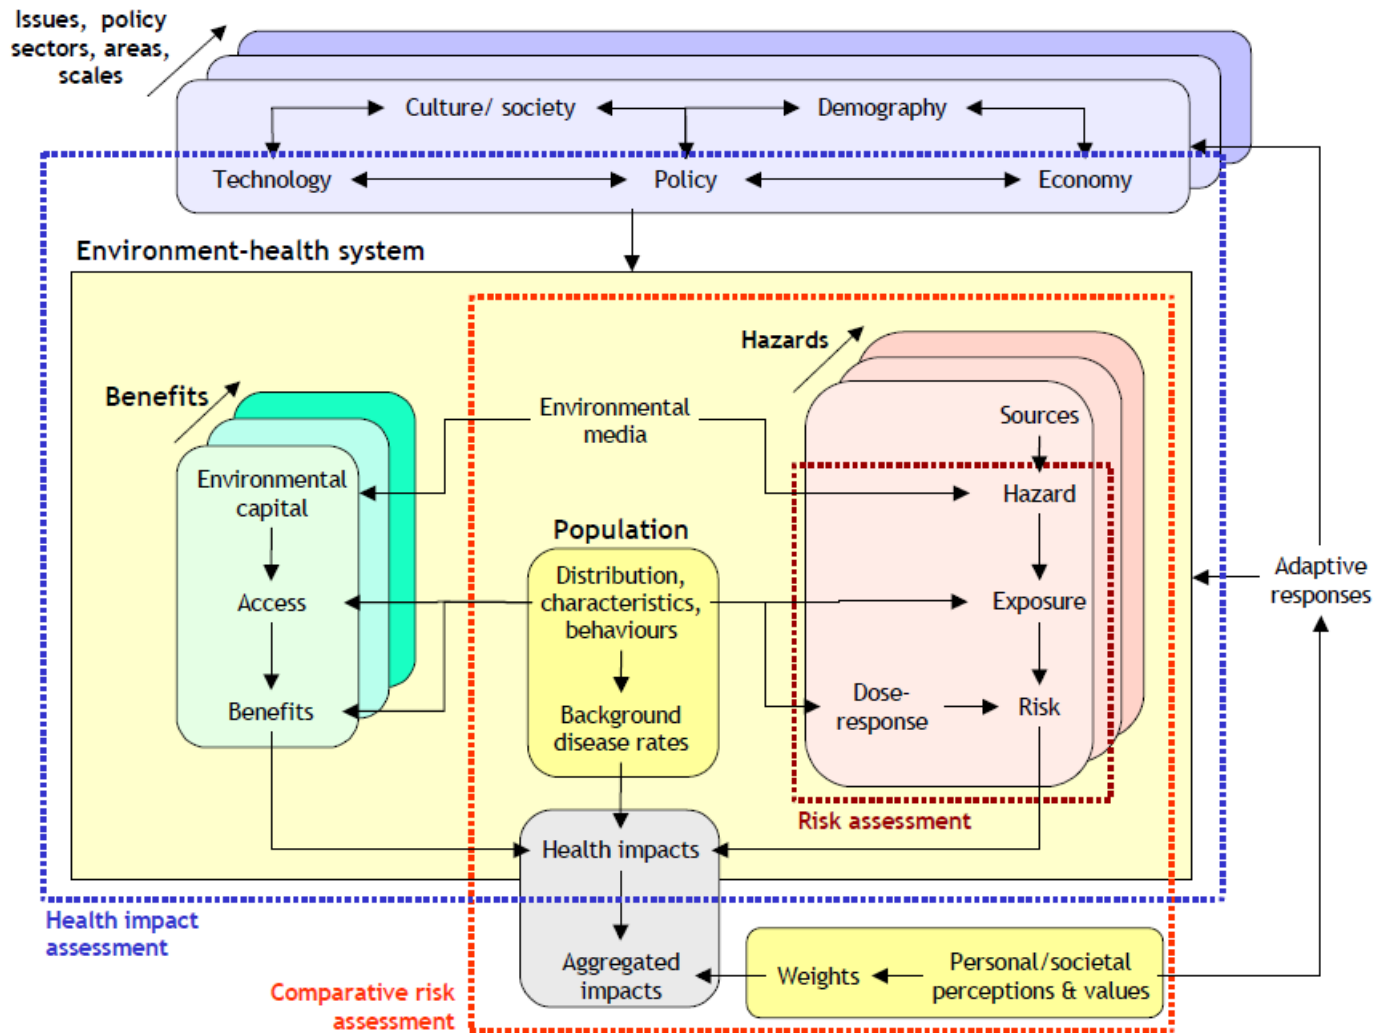 Issues, policy
sectors, areas,
scales
Culture/ society
Demography
Technology
Policy
Economy
Environment-health system
Hazards
Benefits
Environmental
media
Sources
Environmental
capital
Hazard
Population
Distribution,
characteristics,
behaviours
Access
Exposure
Adaptive
responses
Benefits
Background
disease rates
Dose-
response
Risk
Risk assessment
Health impacts
Health impact
assessment
Aggregated
impacts
Weights
Personal/societal
perceptions & values
Comparative risk
assessment